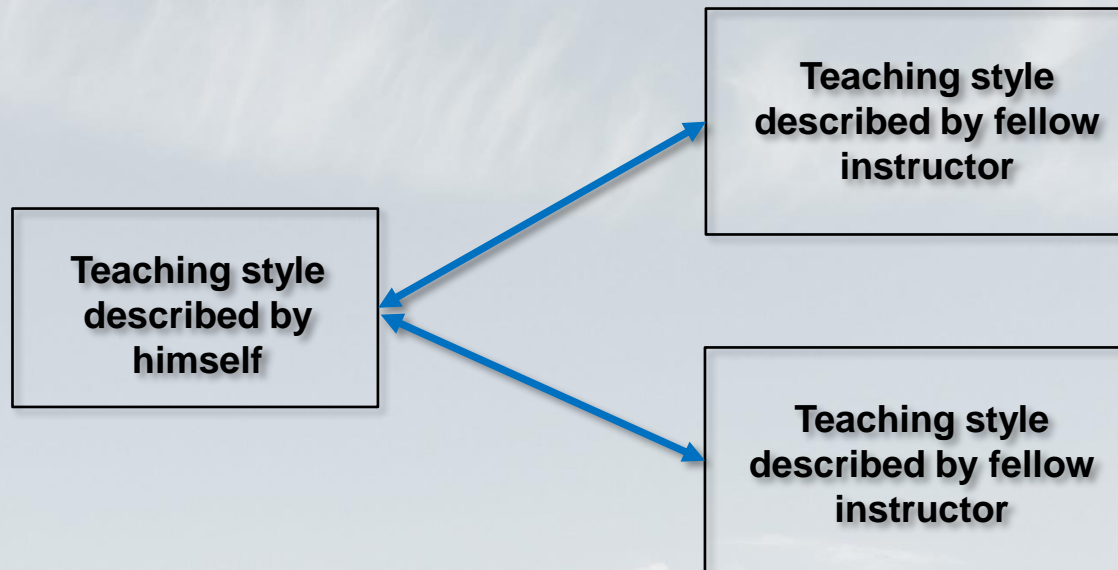 Teaching style
described by fellow
instructor
Teaching style
described by
himself
Teaching style
described by fellow
instructor